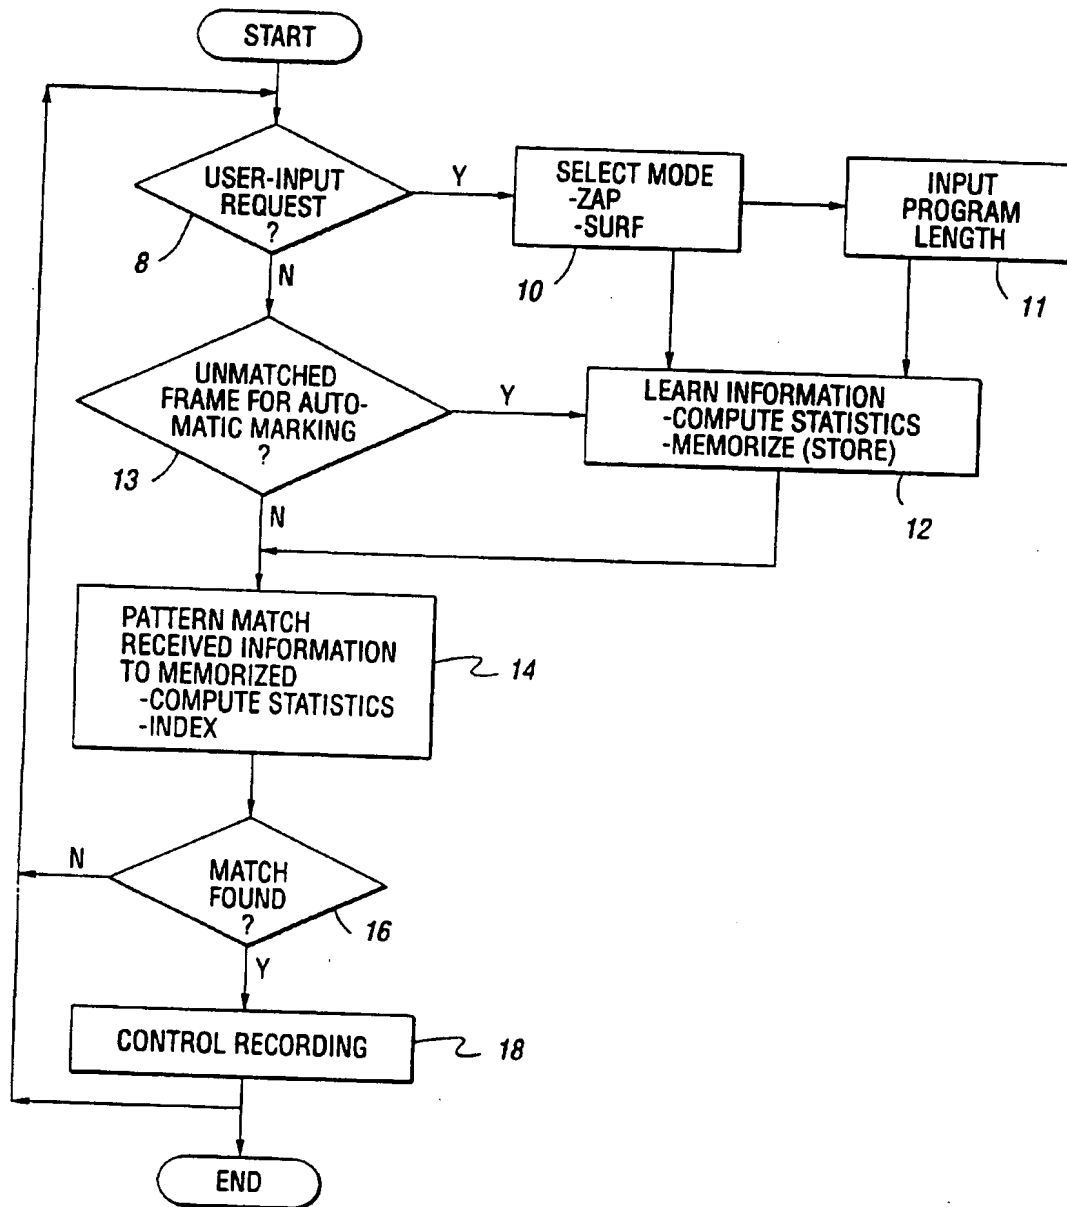 START
USER-INPUT
REQUEST
?
8
Y
N
SELECT MODE
-ZAP
-SURF
10
INPUT
PROGRAM
LENGTH
11
UNMATCHED
FRAME FOR AUTO-
MATIC MARKING
?
13
Y
N
LEARN INFORMATION
-COMPUTE STATISTICS
-MEMORIZE (STORE)
12
PATTERN MATCH
RECEIVED INFORMATION
TO MEMORIZED
-COMPUTE STATISTICS
-INDEX
14
N
MATCH
FOUND
?
16
Y
CONTROL RECORDING
18
END